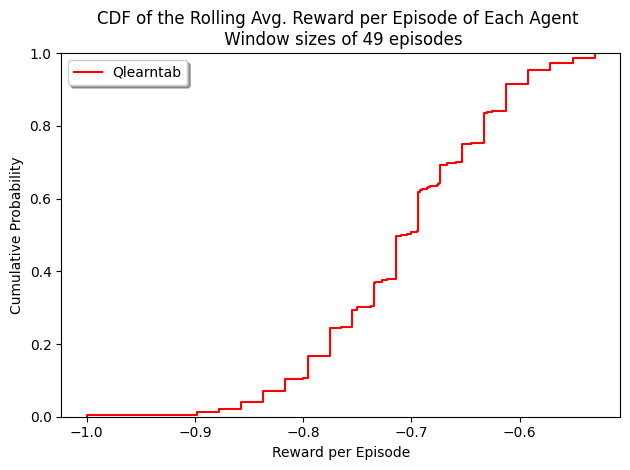 CDF of the Rolling Avg. Reward per Episode of Each Agent
Window sizes of 49 episodes
Qlearntab
1.0
0.8
0.6
0.4
0.2
0.0
Cumulative Probability
−1.0
−0.9
−0.8
−0.7
−0.6
Reward per Episode